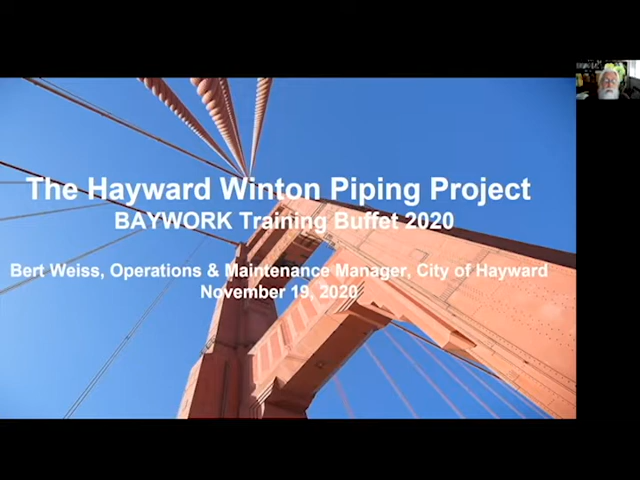 The Hayward Winton Piping Project
BAYWORK Training Buffet 2020
Bert Weiss, Operations & Maintenance Manager, City of Hayward
November 19, 2020